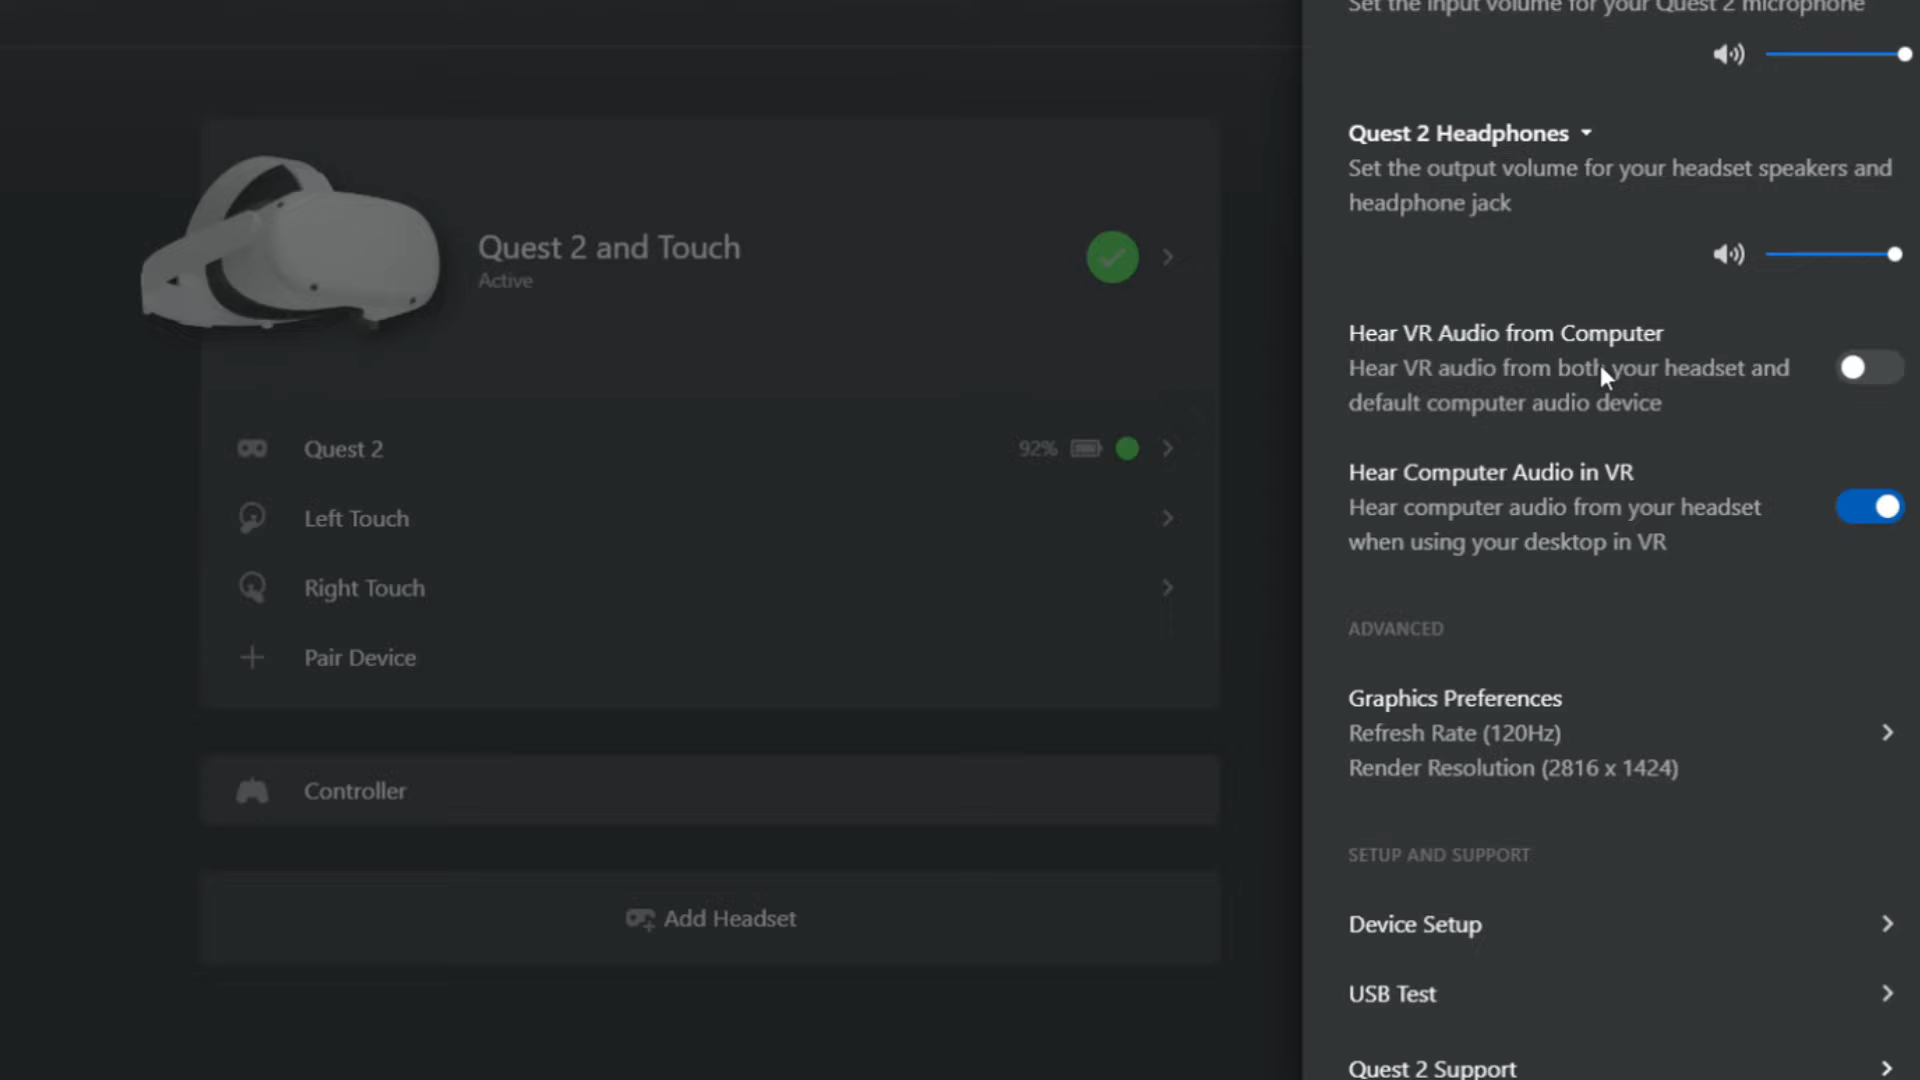 Set the input volume for your Quest 2 microphone
Quest 2 Headphones
Set the output volume for your headset speakers and
headphone jack
Quest 2 and Touch
Active
Hear VR Audio from Computer
Hear VR audio from both your headset and
default computer audio device
Quest 2
92%
Left Touch
Hear Computer Audio in VR
Hear computer audio from your headset
when using your desktop in VR
Right Touch
Pair Device
ADVANCED
Graphics Preferences
Refresh Rate (120Hz)
Render Resolution (2816 x 1424)
Controller
SETUP AND SUPPORT
Add Headset
Device Setup
USB Test
Quest 2 Support